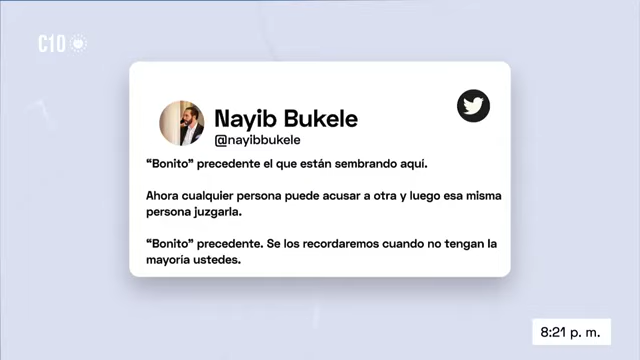 C10
Nayib Bukele
@nayibbukele
“Bonito” precedente el que están sembrando aquí.
Ahora cualquier persona puede acusar a otra y luego esa misma
persona juzgarla.
“Bonito” precedente. Se los recordaremos cuando no tengan la
mayoría ustedes.
8:21 p. m.